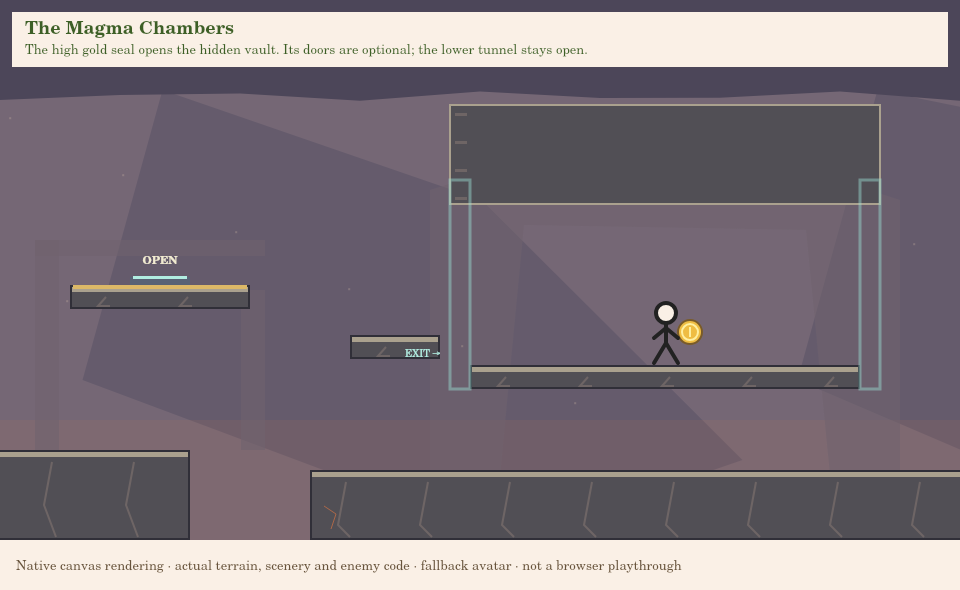 The Magma Chambers
The high gold seal opens the hidden vault. Its doors are optional; the lower tunnel stays open.
OPEN
EXIT →
Native canvas rendering · actual terrain, scenery and enemy code · fallback avatar · not a browser playthrough